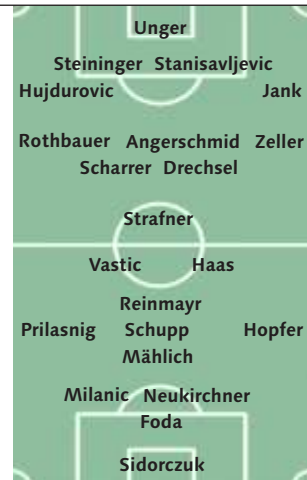 Unger
Steininger Stanisavljevic
Hujdurovic Jank
Rothbauer Angerschmid Zeller
Scharrer Drechsel
Strafner
Vastic Haas
Reinmayr
Prilasnig Schupp Hopfer
Mählich
Milanic Neukirchner
Foda
Sidorczuk